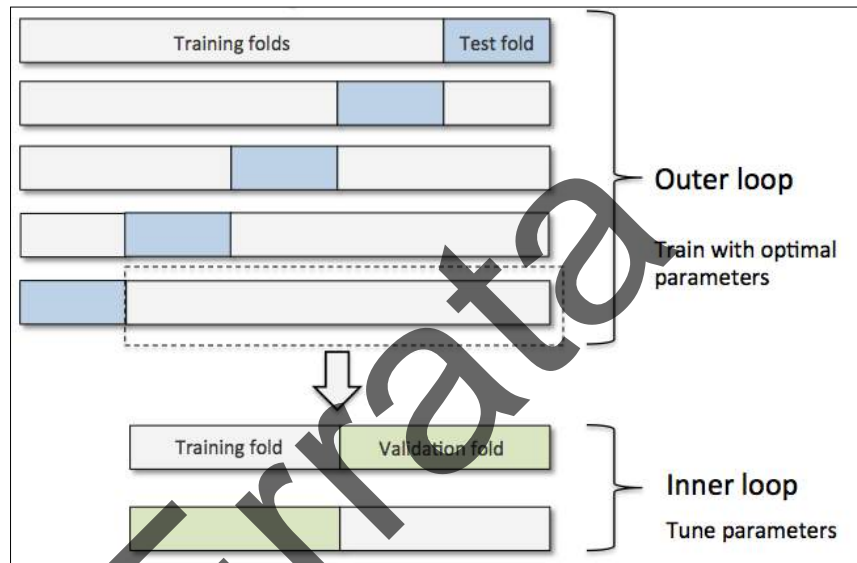 Training folds
Test fold
Outer loop
Train with optimal
parameters
Training fold
Validation fold
Inner loop
Tune parameters
Errata